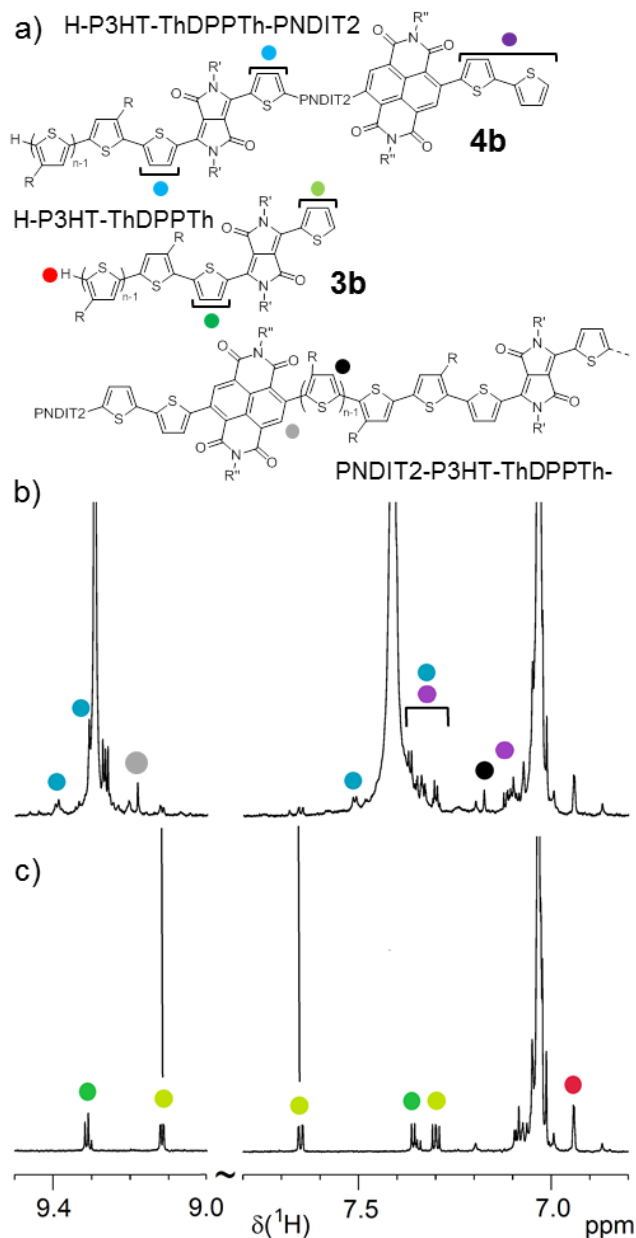 a) H-P3HT-ThDPPTh-PNDIT2
R''
O N O
R'
N O
S
R
S
PNDIT2
S
S
H
S
n-1
R
S
O N
R'
O N O
R''
4b
H-P3HT-ThDPPTh
R'
O N
S
R
H
S
n-1
R
S
S
N O
R'
3b
R''
O N O
R
R
R'
O N
S
PNDIT2
S
S
S
n-1
S
R
S
S
N O
R'
O N O
R''
PNDIT2-P3HT-ThDPPTh-
b)
c)
9.4 9.0 ~ 7.5 7.0
δ(¹H) ppm